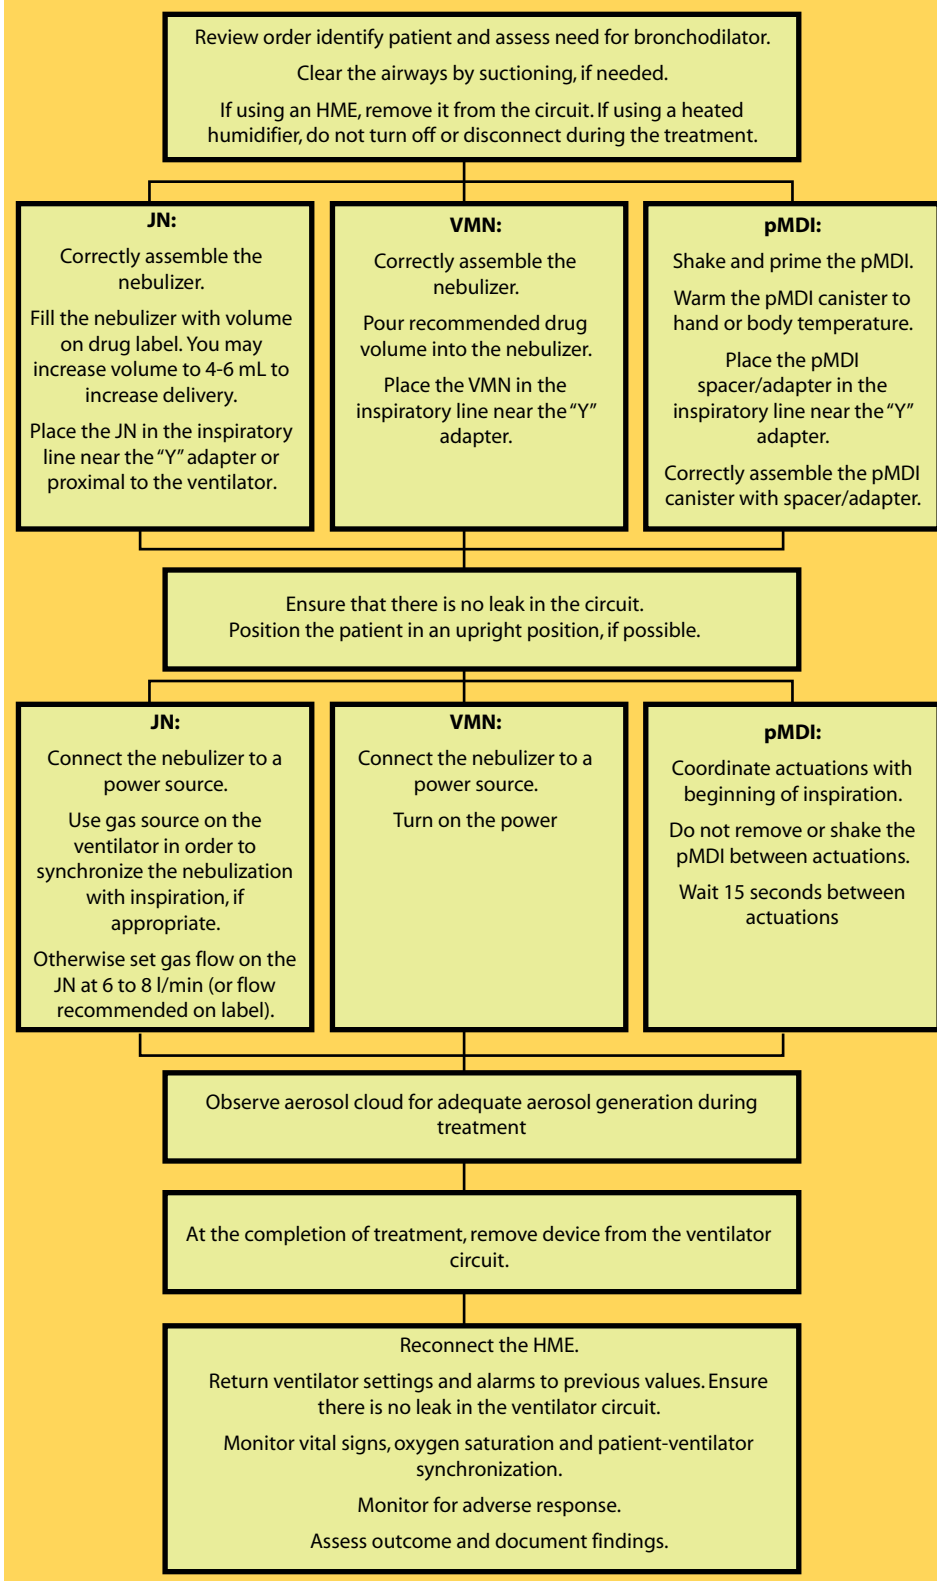 Review order identify patient and assess need for bronchodilator.
Clear the airways by suctioning, if needed.
If using an HME, remove it from the circuit. If using a heated
humidifier, do not turn off or disconnect during the treatment.
JN:
Correctly assemble the
nebulizer.
Fill the nebulizer with volume
on drug label. You may
increase volume to 4-6 mL to
increase delivery.
Place the JN in the inspiratory
line near the “Y” adapter or
proximal to the ventilator.
VMN:
Correctly assemble the
nebulizer.
Pour recommended drug
volume into the nebulizer.
Place the VMN in the
inspiratory line near the “Y”
adapter.
pMDI:
Shake and prime the pMDI.
Warm the pMDI canister to
hand or body temperature.
Place the pMDI
spacer/adapter in the
inspiratory line near the “Y”
adapter.
Correctly assemble the pMDI
canister with spacer/adapter.
Ensure that there is no leak in the circuit.
Position the patient in an upright position, if possible.
JN:
Connect the nebulizer to a
power source.
Use gas source on the
ventilator in order to
synchronize the nebulization
with inspiration, if
appropriate.
Otherwise set gas flow on the
JN at 6 to 8 l/min (or flow
recommended on label).
VMN:
Connect the nebulizer to a
power source.
Turn on the power
pMDI:
Coordinate actuations with
beginning of inspiration.
Do not remove or shake the
pMDI between actuations.
Wait 15 seconds between
actuations
Observe aerosol cloud for adequate aerosol generation during
treatment
At the completion of treatment, remove device from the ventilator
circuit.
Reconnect the HME.
Return ventilator settings and alarms to previous values. Ensure
there is no leak in the ventilator circuit.
Monitor vital signs, oxygen saturation and patient-ventilator
synchronization.
Monitor for adverse response.
Assess outcome and document findings.